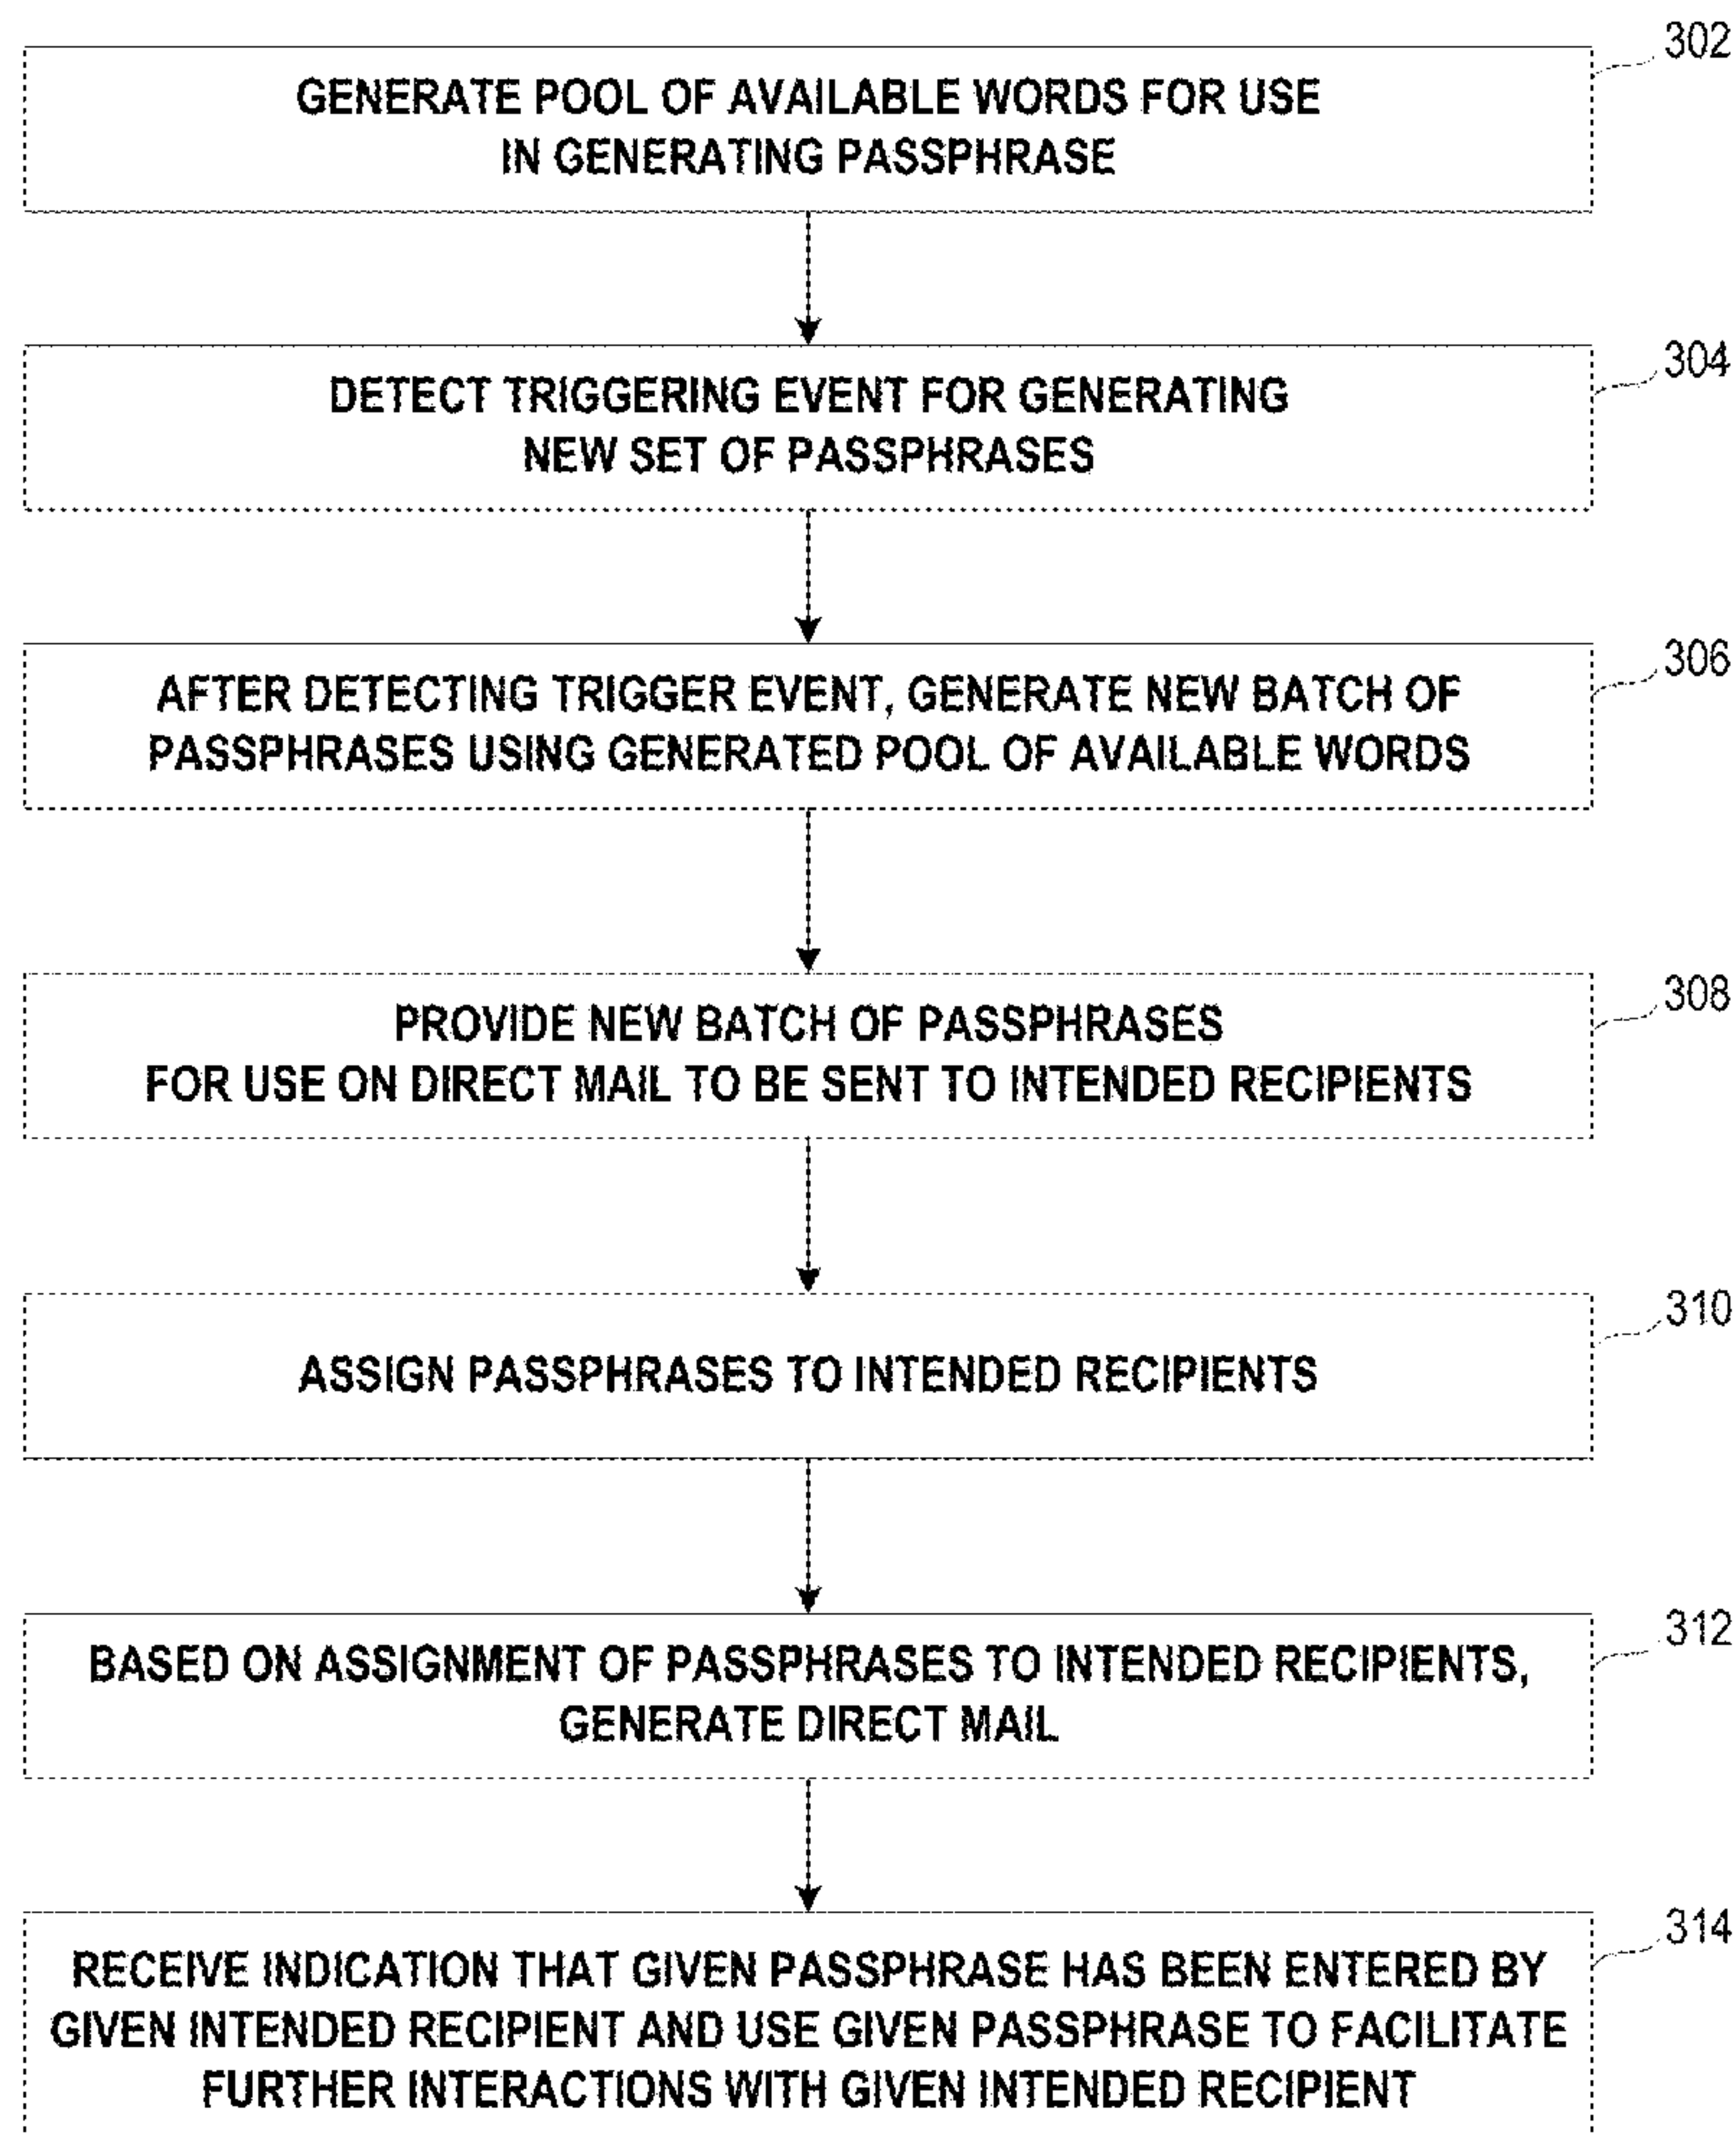 302
GENERATE POOL OF AVAILABLE WORDS FOR USE
IN GENERATING PASSPHRASE
304
DETECT TRIGGERING EVENT FOR GENERATING
NEW SET OF PASSPHRASES
306
AFTER DETECTING TRIGGER EVENT, GENERATE NEW BATCH OF
PASSPHRASES USING GENERATED POOL OF AVAILABLE WORDS
308
PROVIDE NEW BATCH OF PASSPHRASES
FOR USE ON DIRECT MAIL TO BE SENT TO INTENDED RECIPIENTS
310
ASSIGN PASSPHRASES TO INTENDED RECIPIENTS
312
BASED ON ASSIGNMENT OF PASSPHRASES TO INTENDED RECIPIENTS,
GENERATE DIRECT MAIL
314
RECEIVE INDICATION THAT GIVEN PASSPHRASE HAS BEEN ENTERED BY
GIVEN INTENDED RECIPIENT AND USE GIVEN PASSPHRASE TO FACILITATE
FURTHER INTERACTIONS WITH GIVEN INTENDED RECIPIENT